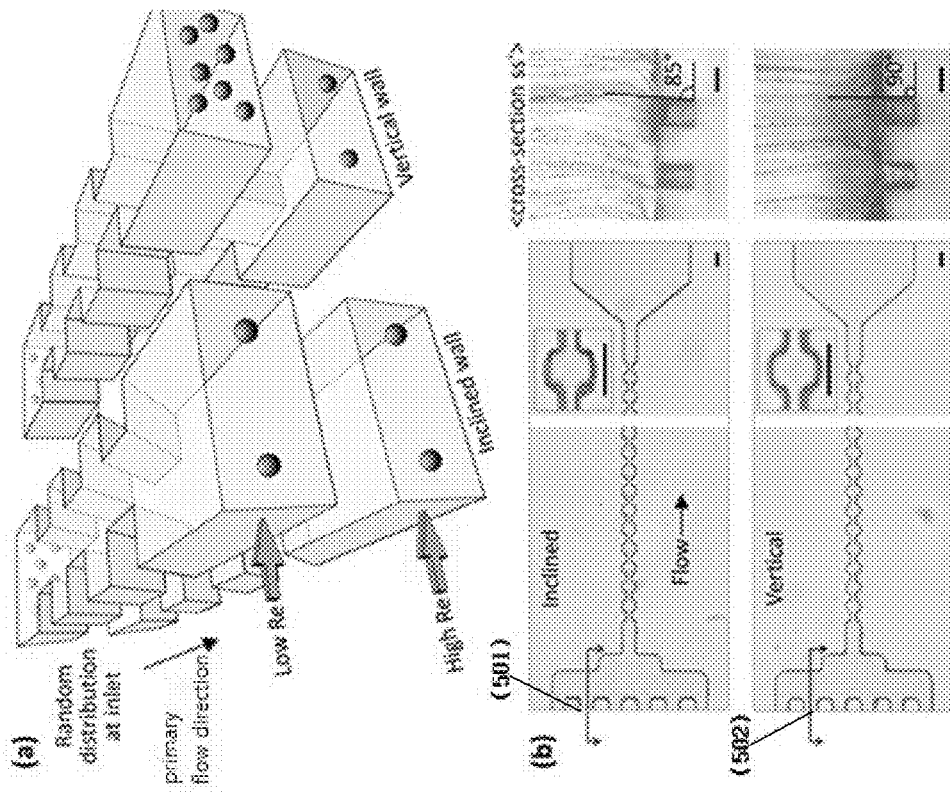 (a)
Random
distribution
at inlet
primary
flow direction
Low Re
High Re
Inclined wall
Vertical wall
(b)
(501)
Inclined
Flow
<cross-section ss'>
85°
(502)
Vertical
90°